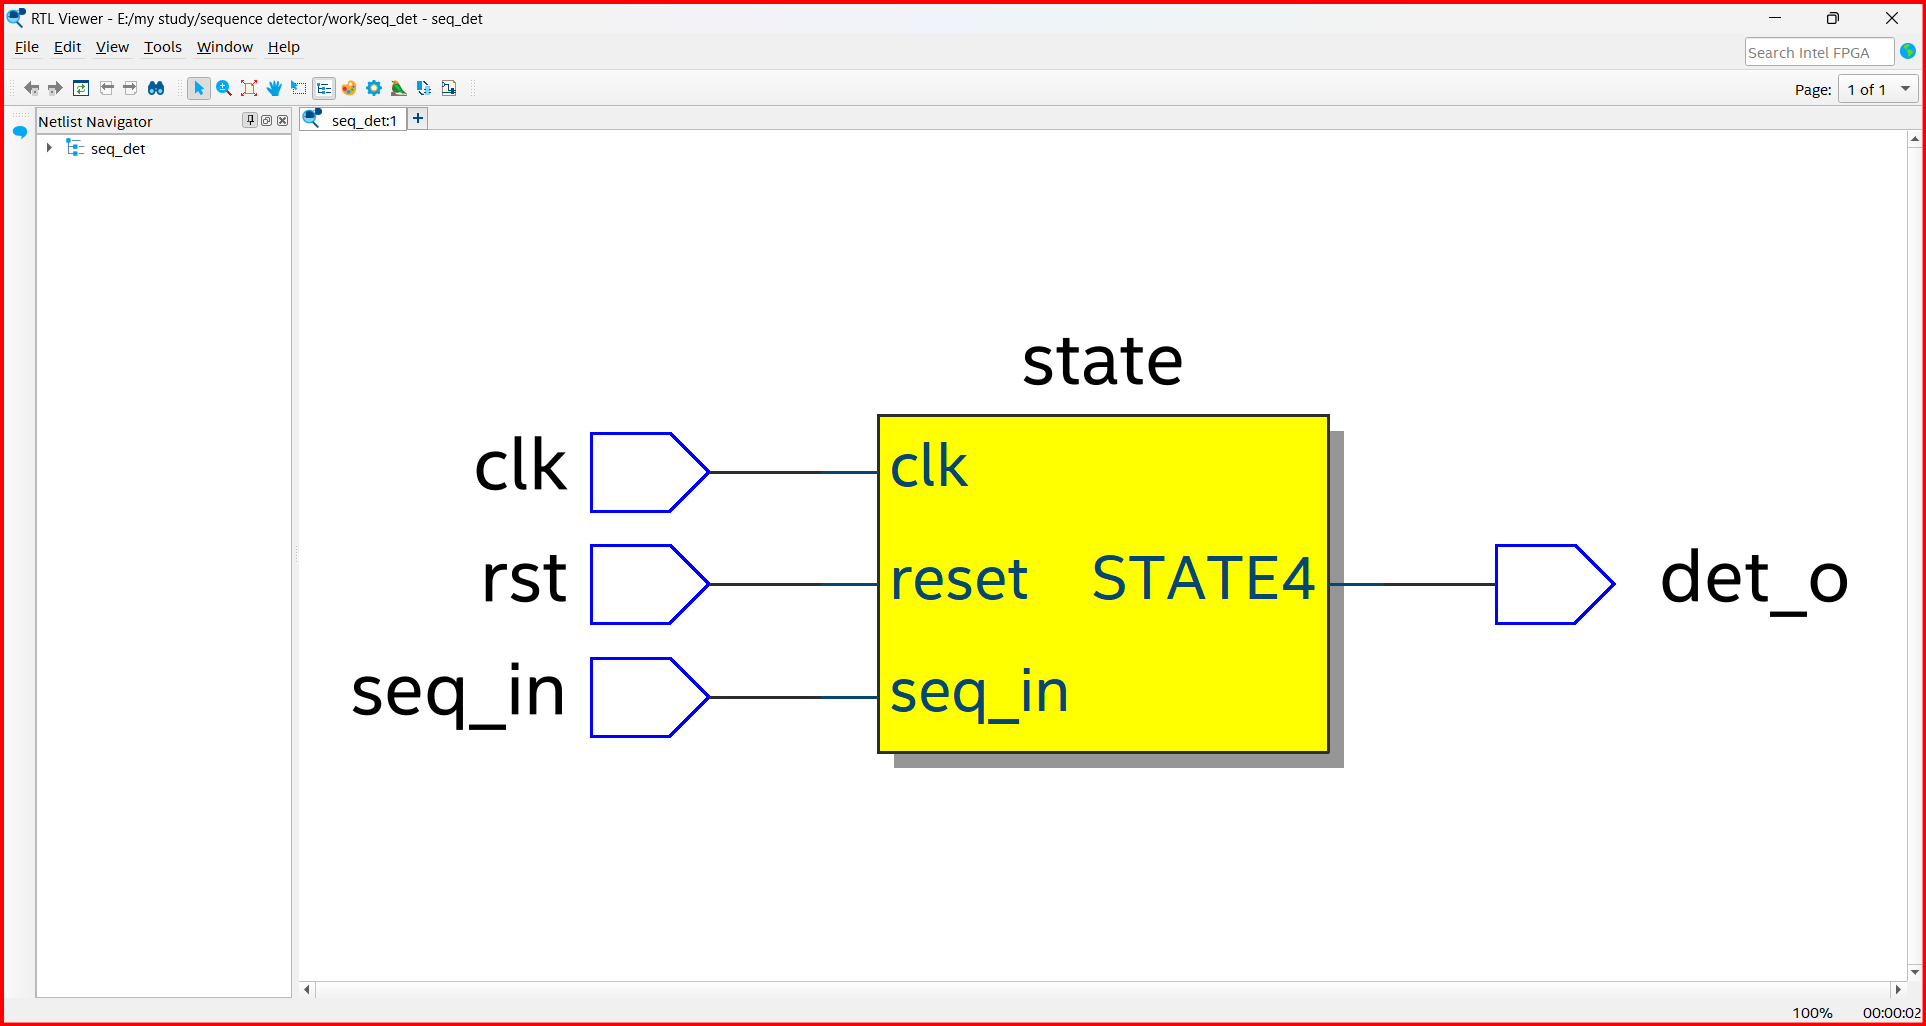 RTL Viewer - E:/my study/sequence detector/work/seq_det - seq_det
File Edit View Tools Window Help
Search Intel FPGA
Page: 1 of 1
Netlist Navigator
seq_det:1
seq_det
state
clk
clk
rst
reset
STATE4
det_o
seq_in
seq_in
100% 00:00:02